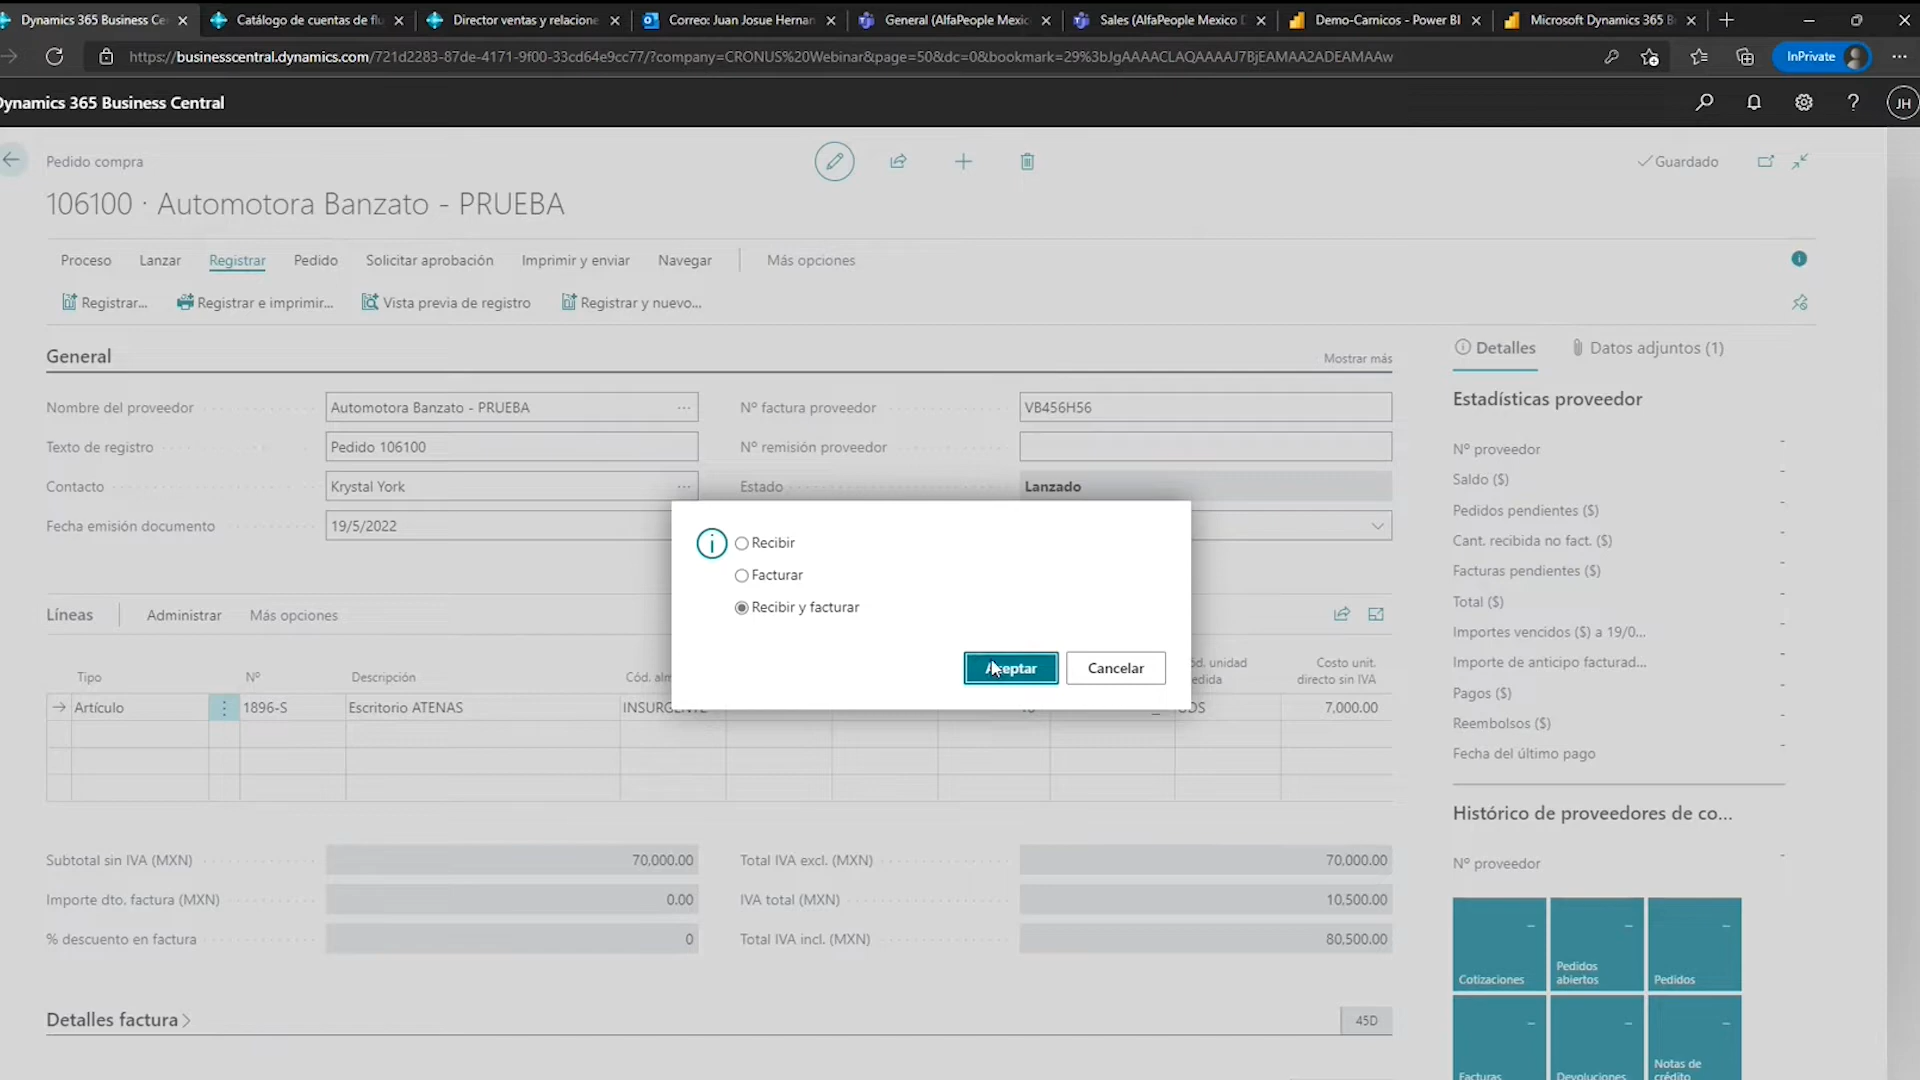 Dynamics 365 Business Ce
Catálogo de cuentas de flu
Director ventas y relacione
Correo: Juan Josue Hernan
General (AlfaPeople Mexic
Sales (AlfaPeople Mexico D
Demo-Carnicos - Power BI
Microsoft Dynamics 365 B
https://businesscentral.dynamics.com/721d2283-87de-4171-9f00-33cd64e9cc77/?company=CRONUS%20Webinar&page=50&dc=0&bookmark=29%3bJgAAAACLAQAAAAJ7BjEAMAA2ADEAMAAw
InPrivate
Dynamics 365 Business Central
JH
Pedido compra
Guardado
106100 · Automotora Banzato - PRUEBA
Proceso Lanzar Registrar Pedido Solicitar aprobación Imprimir y enviar Navegar Más opciones
Registrar... Registrar e imprimir... Vista previa de registro Registrar y nuevo...
General
Mostrar más
Nombre del proveedor Automotora Banzato - PRUEBA ...
Nº factura proveedor VB456H56
Texto de registro Pedido 106100
Nº remisión proveedor
Contacto Krystal York ...
Estado Lanzado
Fecha emisión documento 19/5/2022
Recibir
Facturar
Recibir y facturar
Aceptar Cancelar
Líneas Administrar Más opciones
Tipo Nº Descripción Cód. alm
ód. unidad
edida
Costo unit.
directo sin IVA
Artículo 1896-S Escritorio ATENAS INSURGENTE 10 UDS 7,000.00
Subtotal sin IVA (MXN) 70,000.00
Total IVA excl. (MXN) 70,000.00
Importe dto. factura (MXN) 0.00
IVA total (MXN) 10,500.00
% descuento en factura 0
Total IVA incl. (MXN) 80,500.00
Detalles factura
45D
Detalles Datos adjuntos (1)
Estadísticas proveedor
Nº proveedor -
Saldo ($) -
Pedidos pendientes ($) -
Cant. recibida no fact. ($) -
Facturas pendientes ($) -
Total ($) -
Importes vencidos ($) a 19/0... -
Importe de anticipo facturad... -
Pagos ($) -
Reembolsos ($) -
Fecha del último pago -
Histórico de proveedores de co...
Nº proveedor -
Cotizaciones
Pedidos abiertos
Pedidos
Facturas
Devoluciones
Notas de crédito